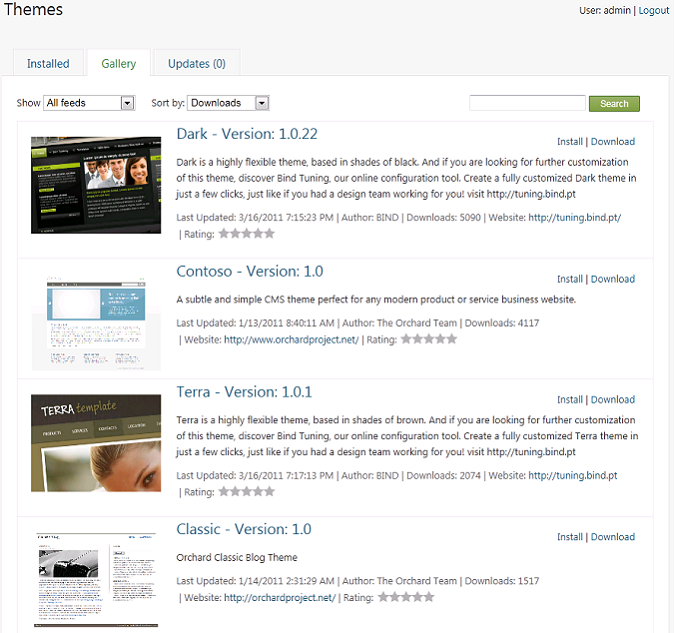 Themes
User: admin | Logout
Installed
Gallery
Updates (0)
Show All feeds
Sort by: Downloads
Search
Dark - Version: 1.0.22
Install | Download
Dark is a highly flexible theme, based in shades of black. And if you are looking for further customization
of this theme, discover Bind Tuning, our online configuration tool. Create a fully customized Dark theme in
just a few clicks, just like if you had a design team working for you! visit http://tuning.bind.pt
Last Updated: 3/16/2011 7:15:23 PM | Author: BIND | Downloads: 5090 | Website: http://tuning.bind.pt/
| Rating:
Contoso - Version: 1.0
Install | Download
A subtle and simple CMS theme perfect for any modern product or service business website.
Last Updated: 1/13/2011 8:40:11 AM | Author: The Orchard Team | Downloads: 4117
| Website: http://www.orchardproject.net/ | Rating:
TERRA template
PRODUCTS SERVICES CONTACTS LOCATION
Terra - Version: 1.0.1
Install | Download
Terra is a highly flexible theme, based in shades of brown. And if you are looking for further customization
of this theme, discover Bind Tuning, our online configuration tool. Create a fully customized Terra theme in
just a few clicks, just like if you had a design team working for you! visit http://tuning.bind.pt
Last Updated: 3/16/2011 7:17:13 PM | Author: BIND | Downloads: 2074 | Website: http://tuning.bind.pt
| Rating:
Classic - Version: 1.0
Install | Download
Orchard Classic Blog Theme
Last Updated: 1/14/2011 2:31:29 AM | Author: The Orchard Team | Downloads: 1517
| Website: http://orchardproject.net/ | Rating: